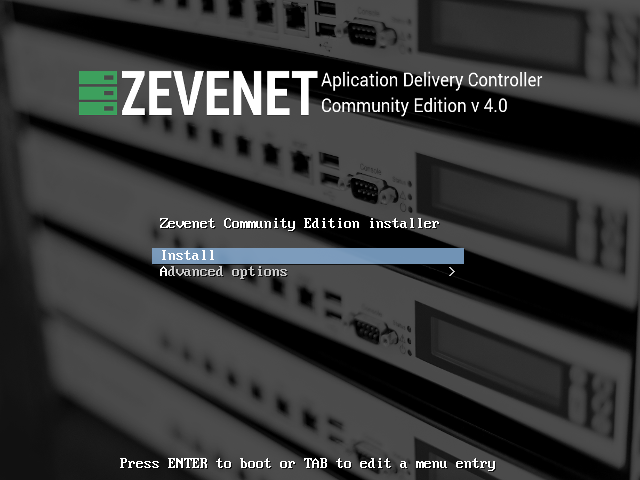 ZEVENET
Aplication Delivery Controller
Community Edition v 4.0
Zevenet Community Edition installer
Install
Advanced options >
Press ENTER to boot or TAB to edit a menu entry